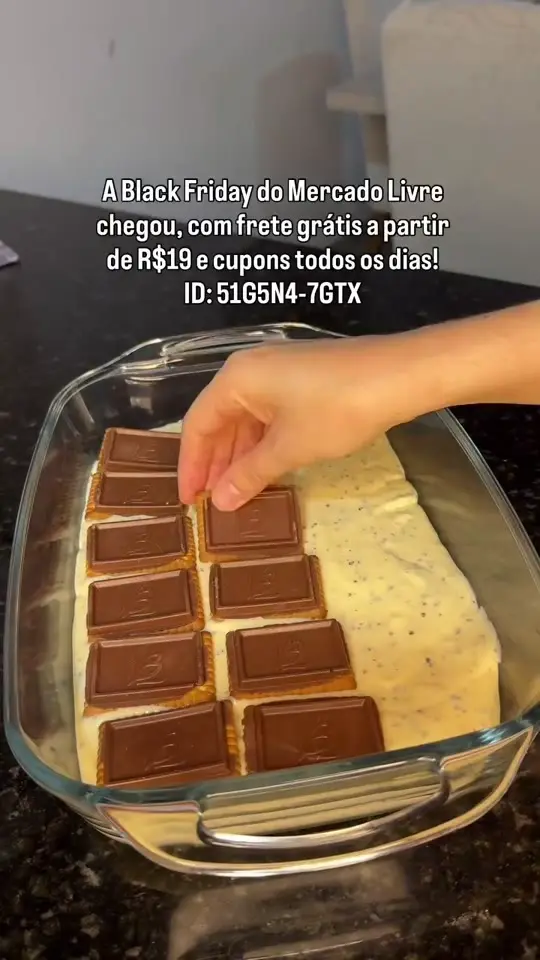 A Black Friday do Mercado Livre
chegou, com frete grátis a partir
de R$19 e cupons todos os dias!
ID: 51G5N4-7GTX